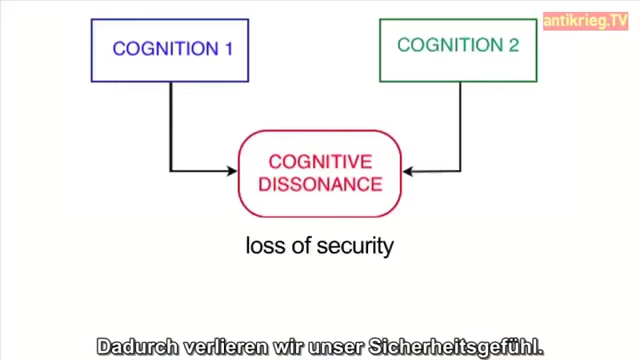 antikrieg.TV
COGNITION 1
COGNITION 2
COGNITIVE
DISSONANCE
loss of security
Dadurch verlieren wir unser Sicherheitsgefühl.